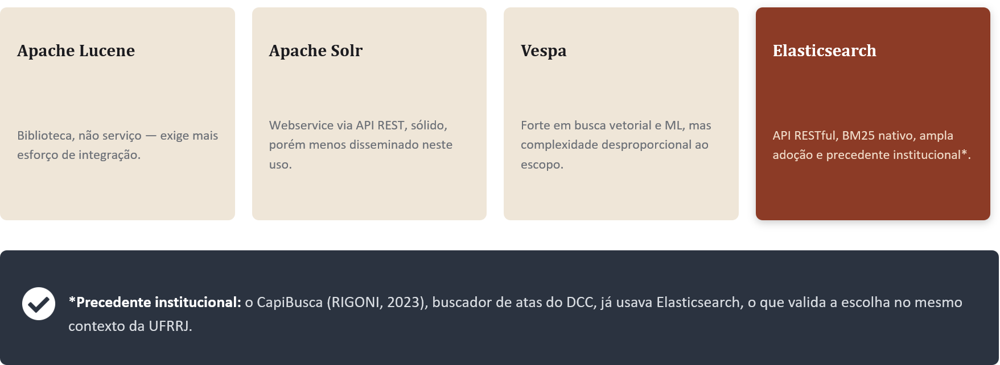 Apache Lucene
Biblioteca, não serviço — exige mais
esforço de integração.
Apache Solr
Webservice via API REST, sólido,
porém menos disseminado neste
uso.
Vespa
Forte em busca vetorial e ML, mas
complexidade desproporcional ao
escopo.
Elasticsearch
API RESTful, BM25 nativo, ampla
adoção e precedente institucional*.
*Precedente institucional: o CapiBusca (RIGONI, 2023), buscador de atas do DCC, já usava Elasticsearch, o que valida a escolha no mesmo
contexto da UFRRJ.